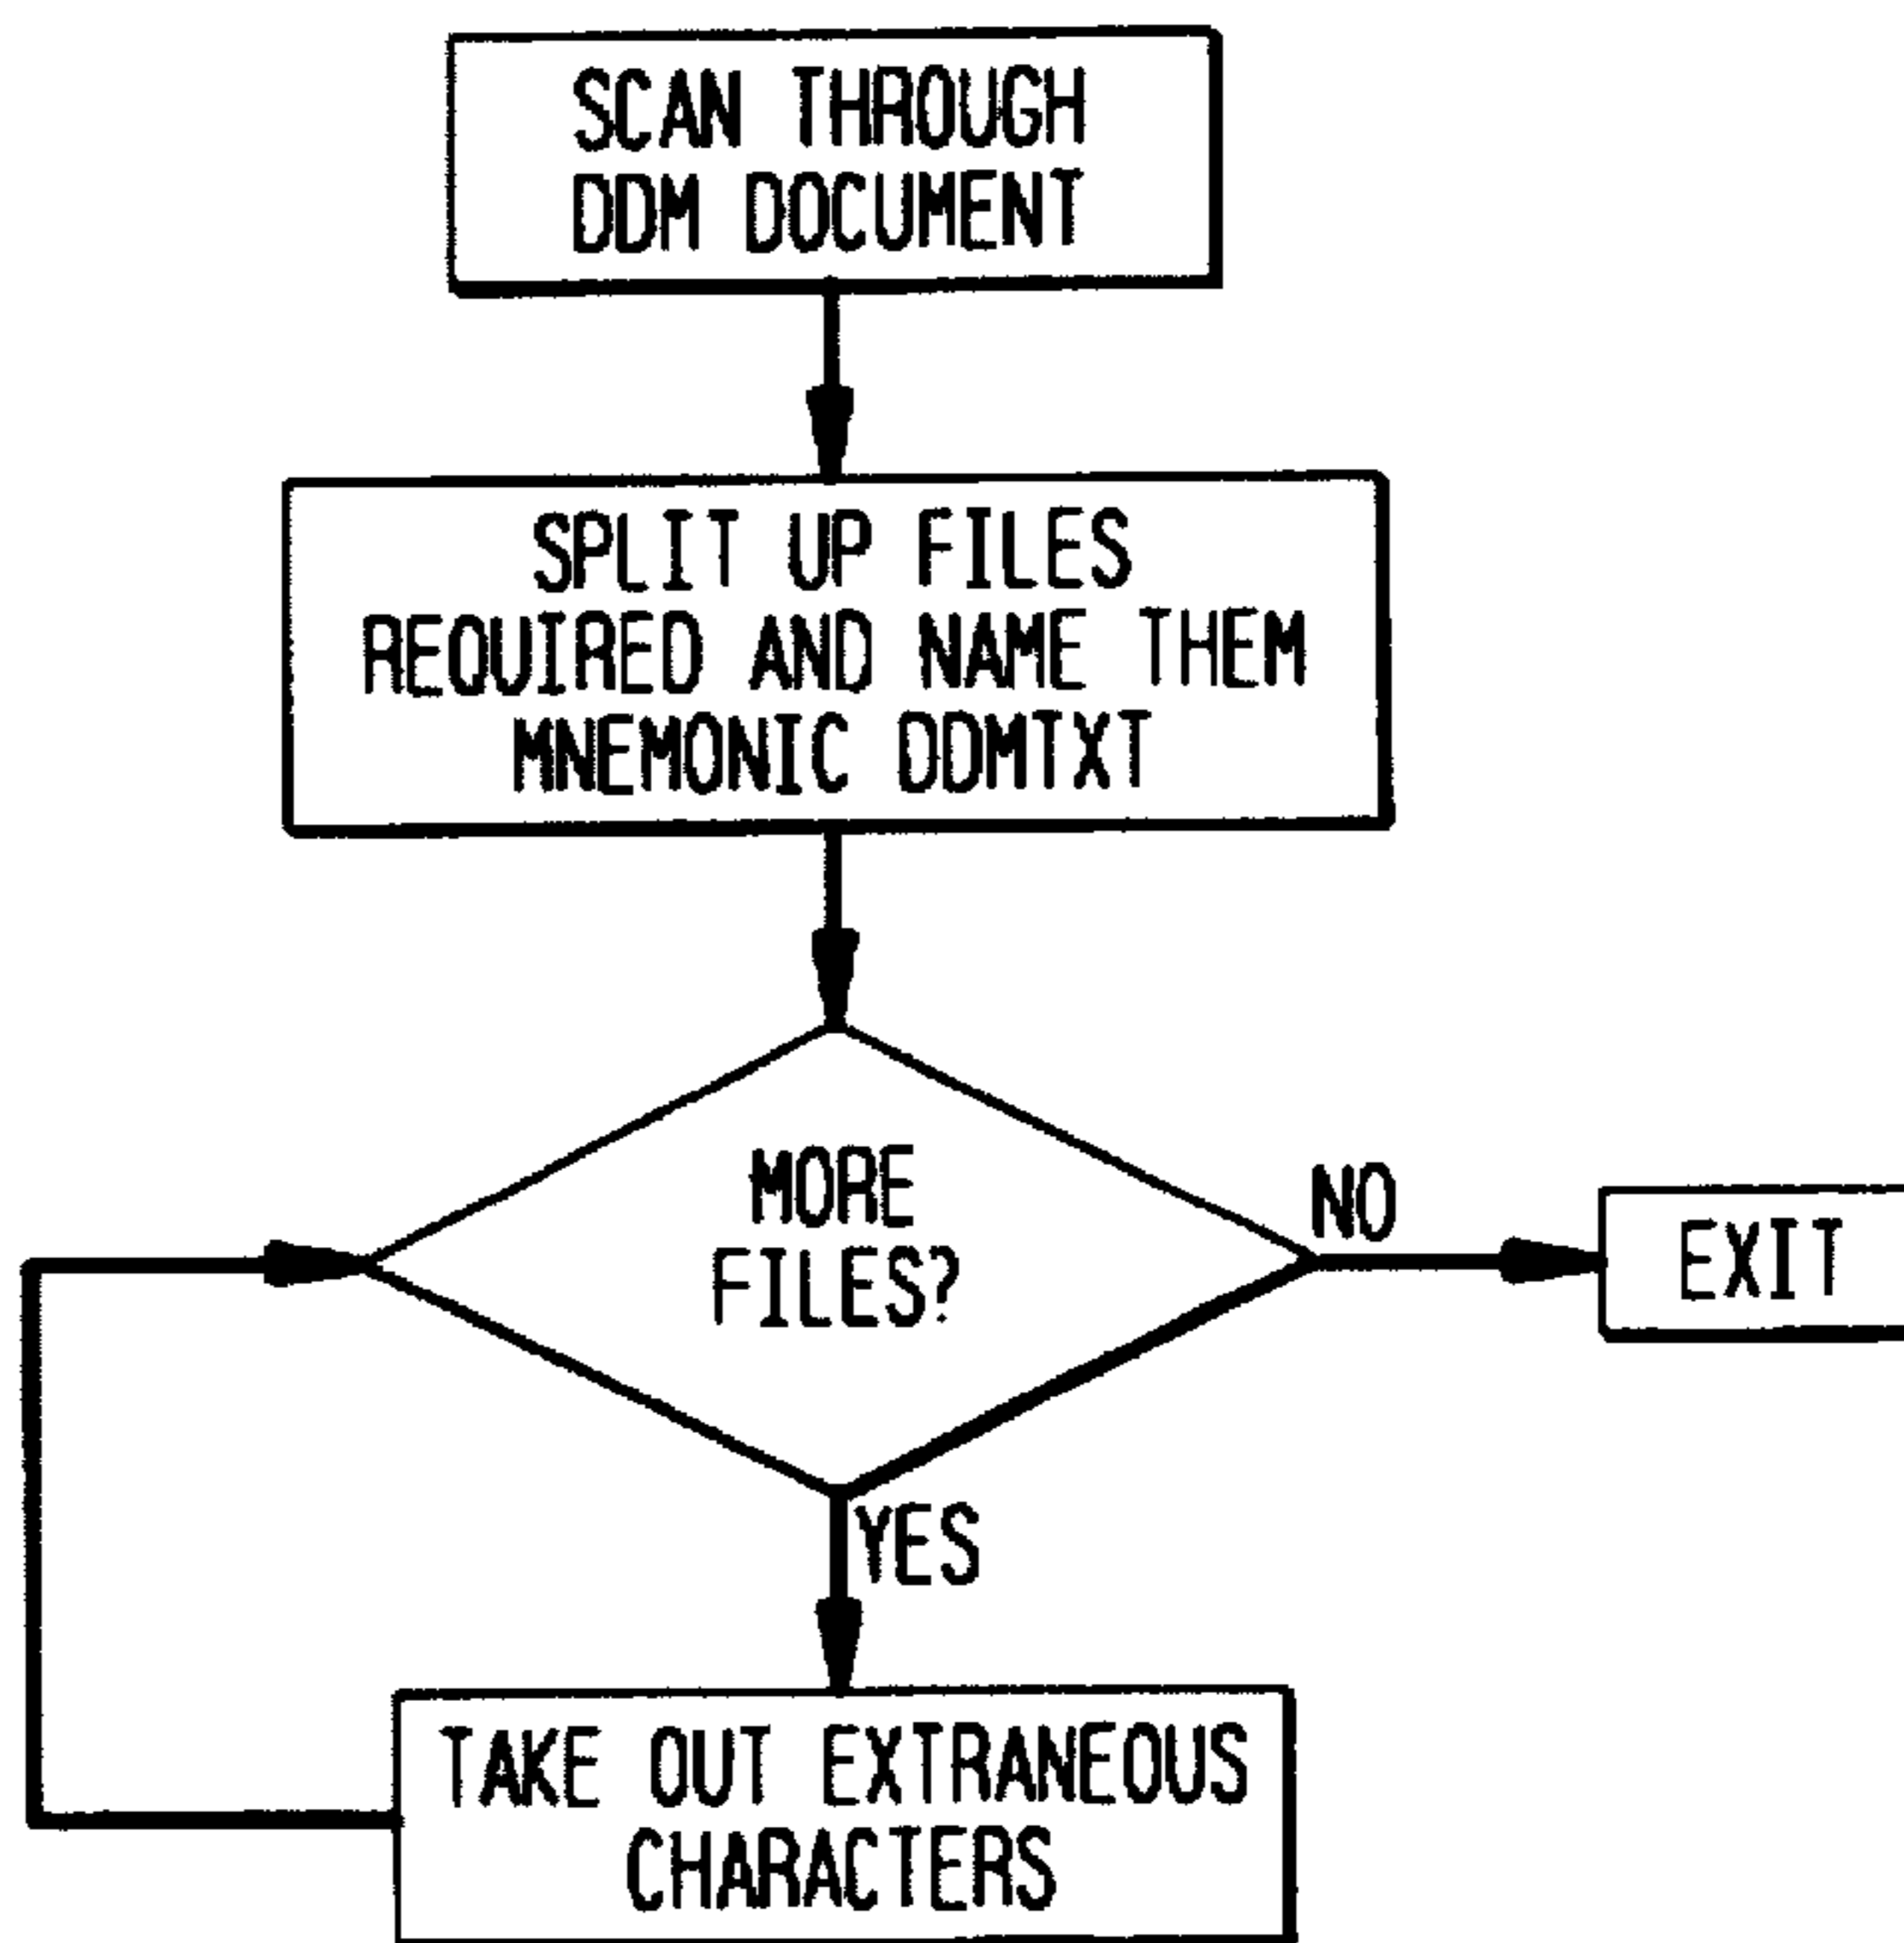 SCAN THROUGH
DDM DOCUMENT
SPLIT UP FILES
REQUIRED AND NAME THEM
MNEMONIC DDMTXT
MORE
FILES?
NO
EXIT
YES
TAKE OUT EXTRANEOUS
CHARACTERS